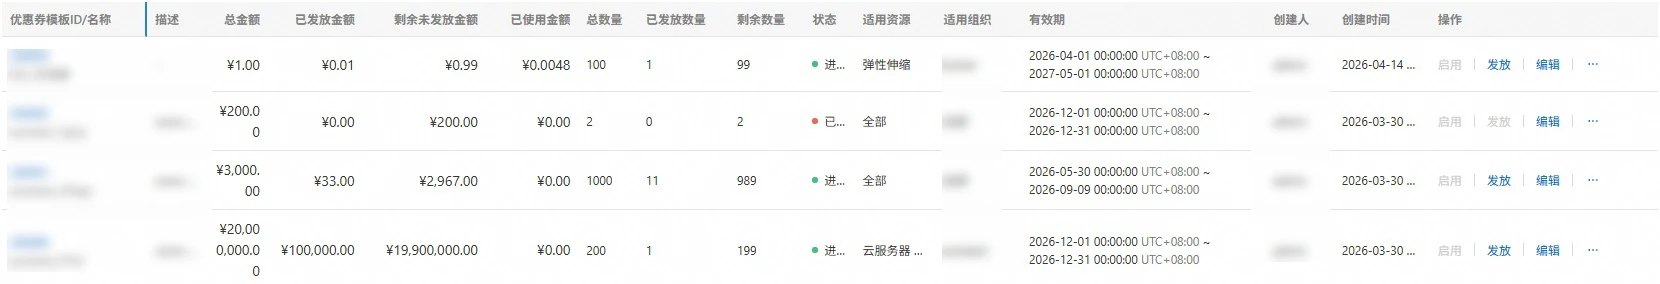 优惠券模板ID/名称 描述 总金额 已发放金额 剩余未发放金额 已使用金额 总数量 已发放数量 剩余数量 状态 适用资源 适用组织 有效期 创建人 创建时间 操作
¥1.00 ¥0.01 ¥0.99 ¥0.0048 100 1 99 进... 弹性伸缩 2026-04-01 00:00:00 UTC+08:00 ~
2027-05-01 00:00:00 UTC+08:00 2026-04-14 ... 启用 发放 编辑 ...
¥200.0
0 ¥0.00 ¥200.00 ¥0.00 2 0 2 已... 全部 2026-12-01 00:00:00 UTC+08:00 ~
2026-12-31 00:00:00 UTC+08:00 2026-03-30 ... 启用 发放 编辑 ...
¥3,000.
00 ¥33.00 ¥2,967.00 ¥0.00 1000 11 989 进... 全部 2026-05-30 00:00:00 UTC+08:00 ~
2026-09-09 00:00:00 UTC+08:00 2026-03-30 ... 启用 发放 编辑 ...
¥20,00
0,000.0
0 ¥100,000.00 ¥19,900,000.00 ¥0.00 200 1 199 进... 云服务器 ... 2026-12-01 00:00:00 UTC+08:00 ~
2026-12-31 00:00:00 UTC+08:00 2026-03-30 ... 启用 发放 编辑 ...